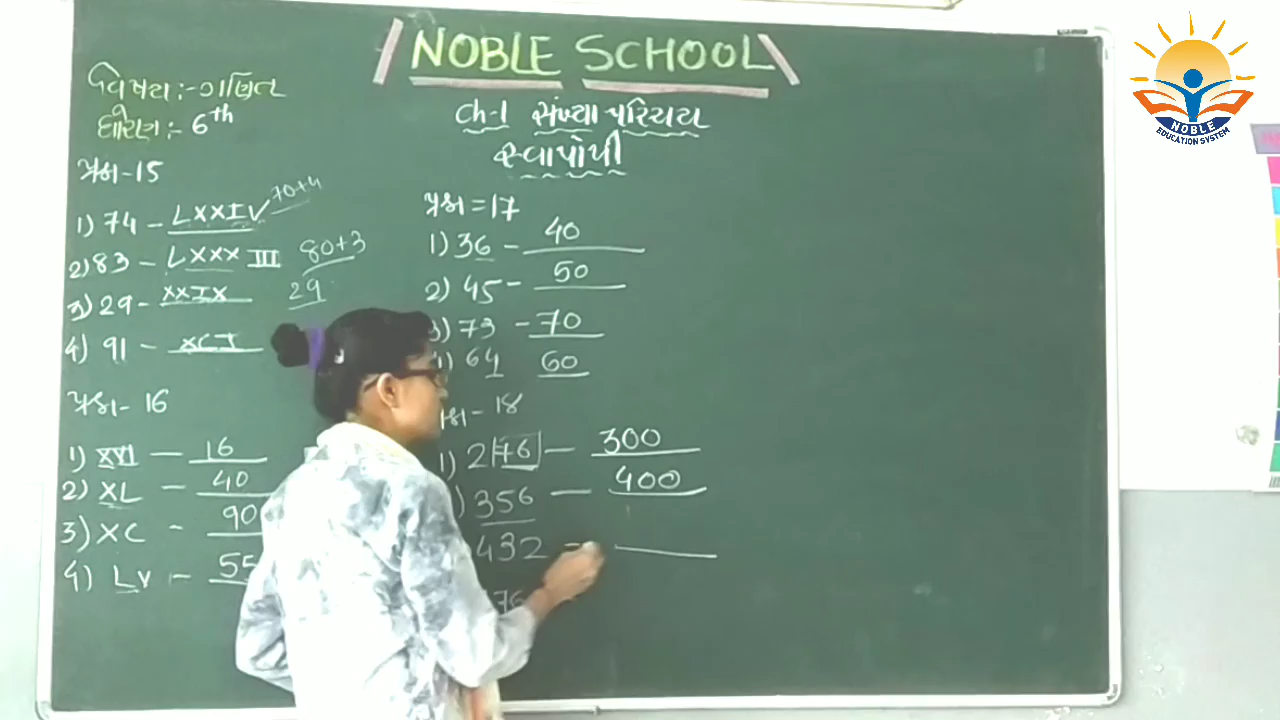 NOBLE SCHOOL
વિષય :- ગણિત
ધોરણ :- 6th
Ch-1 સંખ્યા પરિચય
સ્વાપોથી
પ્રશ્ન-15
1) 74 - LXXIV ✓ 70+4
2) 83 - LXXXIII 80+3
3) 29 - XXIX 29
4) 91 - XCI
પ્રશ્ન-16
1) XVI - 16
2) XL - 40
3) XC - 90
4) LV - 55
પ્રશ્ન = 17
1) 36 - 40
2) 45 - 50
3) 73 - 70
64 60
- 18
1) 246 - 300
) 356 - 400
432 -
76
NOBLE
EDUCATION SYSTEM